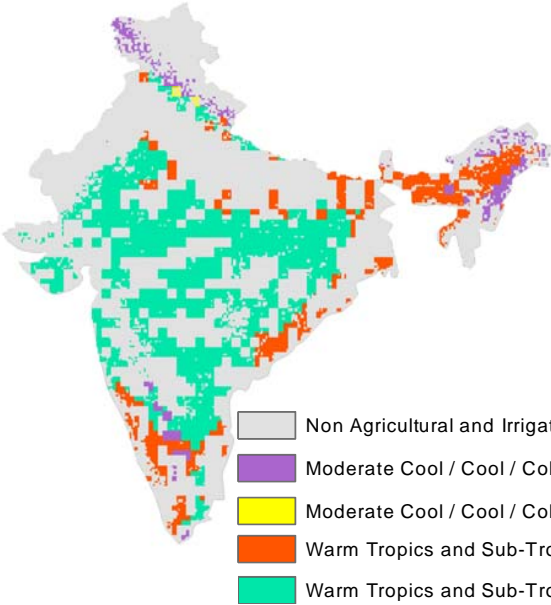 Non Agricultural and Irrigat
Moderate Cool / Cool / Col
Moderate Cool / Cool / Col
Warm Tropics and Sub-Tro
Warm Tropics and Sub-Tro